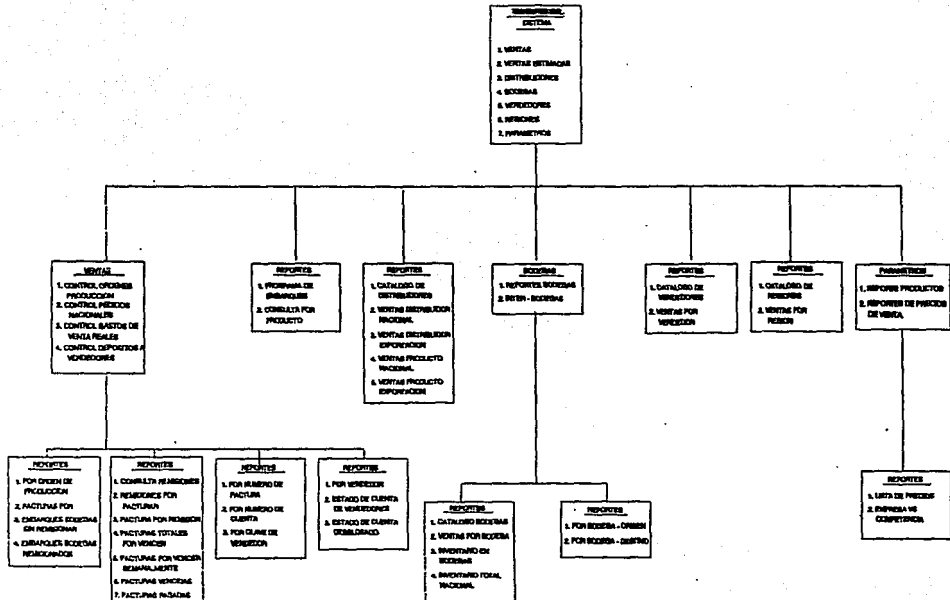 SISTEMA
1. VENTAS
2. VENTAS ESTIMADAS
3. DISTRIBUIDORES
4. BODEGAS
5. VENDEDORES
6. REGIONES
7. PARAMETROS
VENTAS
1. CONTROL ORDENES
PRODUCCION
2. CONTROL PEDIDOS
NACIONALES
3. CONTROL GASTOS DE
VENTA REALES
4. CONTROL DEPOSITOS A
VENDEDORES
REPORTES
1. PROGRAMA DE
EMBARQUES
2. CONSULTA POR
PRODUCTO
REPORTES
1. CATALOGO DE
DISTRIBUIDORES
2. VENTAS DISTRIBUIDOR
NACIONAL
3. VENTAS DISTRIBUIDOR
EXPORTACION
4. VENTAS PRODUCTO
NACIONAL
5. VENTAS PRODUCTO
EXPORTACION
BODEGAS
1. REPORTES BODEGAS
2. INTER - BODEGAS
REPORTES
1. CATALOGO DE
VENDEDORES
2. VENTAS POR
VENDEDOR
REPORTES
1. CATALOGO DE
REGIONES
2. VENTAS POR
REGION
PARAMETROS
1. REPORTE PRODUCTOS
2. REPORTES DE PRECIOS
DE VENTA.
REPORTES
1. POR ORDEN DE
PRODUCCION
2. FACTURAS POR
3. EMBARQUES BODEGAS
SIN REMISIONAR
4. EMBARQUES BODEGAS
REMISIONADOS
REPORTES
1. CONSULTA REMISIONES
2. REMISIONES POR
FACTURAR
3. FACTURA POR REMISION
4. FACTURAS TOTALES
POR VENCER
5. FACTURAS POR VENCER
SEMANALMENTE
6. FACTURAS VENCIDAS
7. FACTURAS PAGADAS
REPORTES
1. POR NUMERO DE
FACTURA
2. POR NUMERO DE
CUENTA
3. POR CLAVE DE
VENDEDOR
REPORTES
1. POR VENDEDOR
2. ESTADO DE CUENTA
DE VENDEDORES
3. ESTADO DE CUENTA
DESGLOSADO
REPORTES
1. CATALOGO BODEGAS
2. VENTAS POR BODEGA
3. INVENTARIO EN
BODEGAS
4. INVENTARIO TOTAL
NACIONAL
REPORTES
1. POR BODEGA - ORIGEN
2. POR BODEGA - DESTINO
REPORTES
1. LISTA DE PRECIOS
2. EMPRESA VS
COMPETENCIA